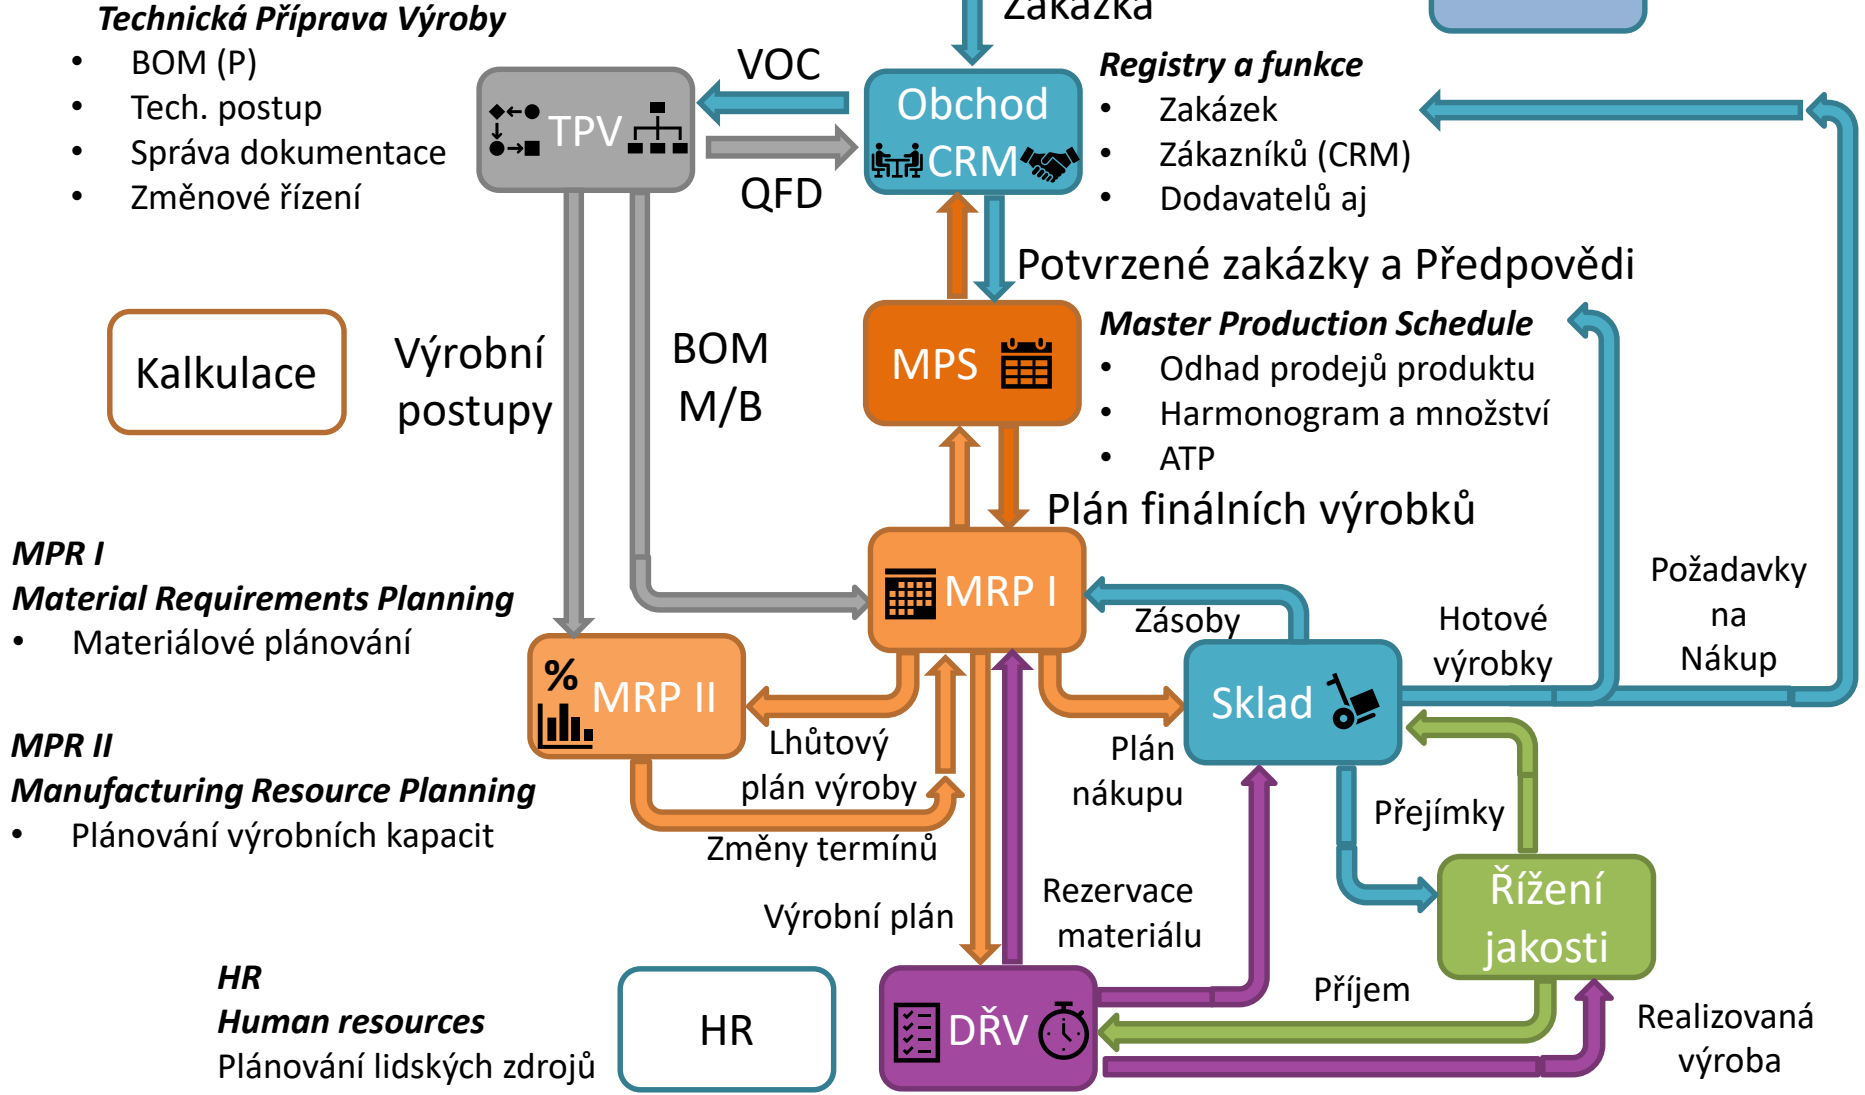 Technická Příprava Výroby
• BOM (P)
• Tech. postup
• Správa dokumentace
• Změnové řízení
Zakázka
VOC
TPV
QFD
Obchod
CRM
Registry a funkce
• Zakázek
• Zákazníků (CRM)
• Dodavatelů aj
Potvrzené zakázky a Předpovědi
Kalkulace
Výrobní
postupy
BOM
M/B
MPS
Master Production Schedule
• Odhad prodejů produktu
• Harmonogram a množství
• ATP
Plán finálních výrobků
MPR I
Material Requirements Planning
• Materiálové plánování
MRP I
Zásoby
Hotové
výrobky
Požadavky
na
Nákup
%
MRP II
Sklad
MPR II
Manufacturing Resource Planning
• Plánování výrobních kapacit
Lhůtový
plán výroby
Plán
nákupu
Změny termínů
Přejímky
Výrobní plán
Rezervace
materiálu
Řížení
jakosti
HR
Human resources
Plánování lidských zdrojů
HR
DŘV
Příjem
Realizovaná
výroba